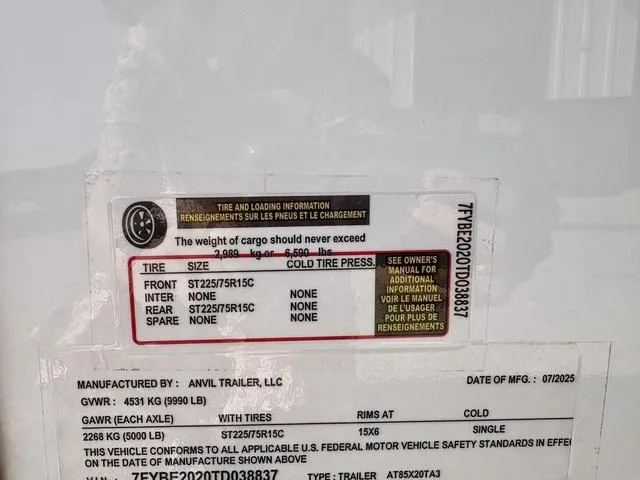 TIRE AND LOADING INFORMATION
RENSEIGNEMENTS SUR LES PNEUS ET LE CHARGEMENT
The weight of cargo should never exceed
2,989 kg or 6,590 lbs
TIRE SIZE COLD TIRE PRESS.
FRONT ST225/75R15C
INTER NONE NONE
REAR ST225/75R15C NONE
SPARE NONE NONE
SEE OWNER'S
MANUAL FOR
ADDITIONAL
INFORMATION
VOIR LE MANUEL
DE L'USAGER
POUR PLUS DE
RENSEIGNEMENTS
7FYBE2020TD038837
MANUFACTURED BY: ANVIL TRAILER, LLC DATE OF MFG. : 07/2025
GVWR : 4531 KG (9990 LB)
GAWR (EACH AXLE) WITH TIRES RIMS AT COLD
2268 KG (5000 LB) ST225/75R15C 15X6 SINGLE
THIS VEHICLE CONFORMS TO ALL APPLICABLE U.S. FEDERAL MOTOR VEHICLE SAFETY STANDARDS IN EFFEC
ON THE DATE OF MANUFACTURE SHOWN ABOVE
7FYBE2020TD038837 TYPE : TRAILER AT85X20TA3